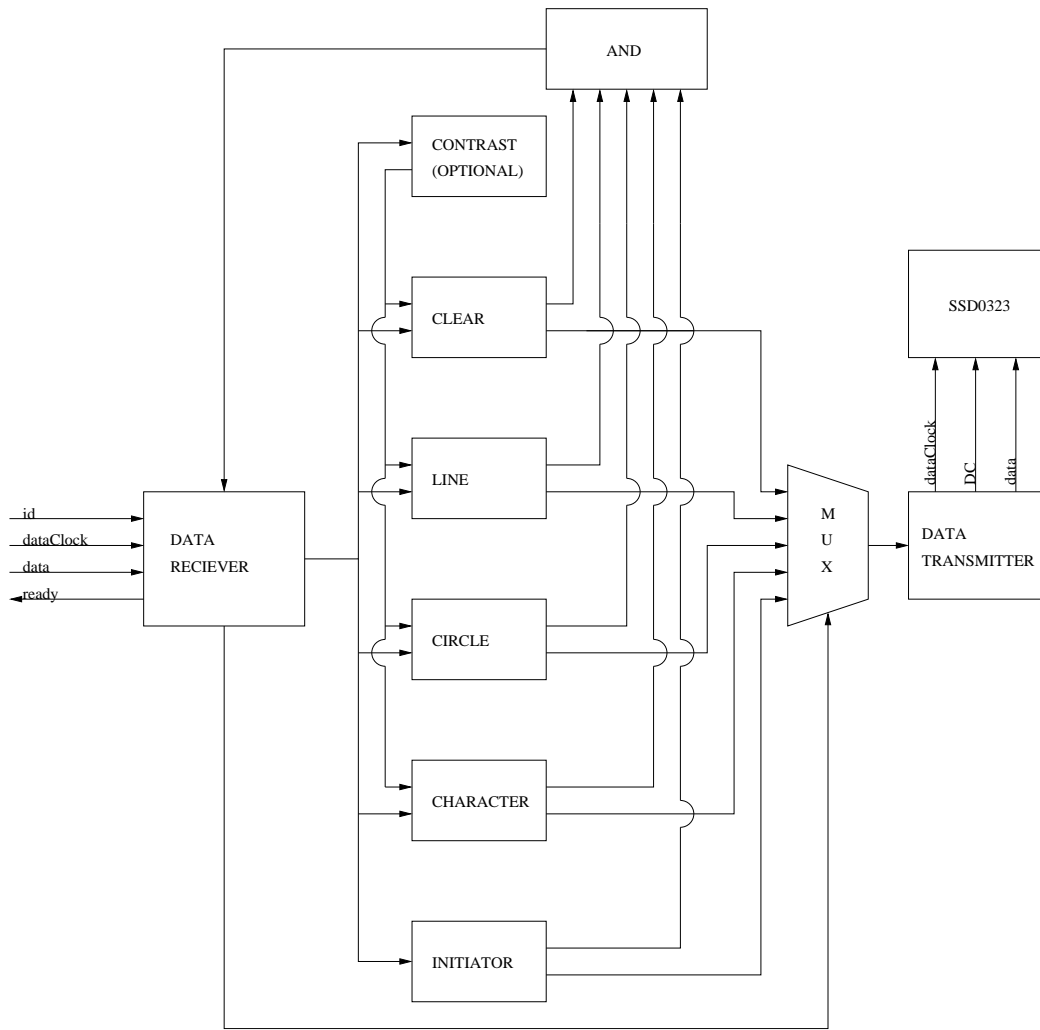 AND
CONTRAST
(OPTIONAL)
CLEAR
SSD0323
dataClock
DC
data
LINE
id
dataClock
data
ready
DATA
RECIEVER
M
U
X
DATA
TRANSMITTER
CIRCLE
CHARACTER
INITIATOR